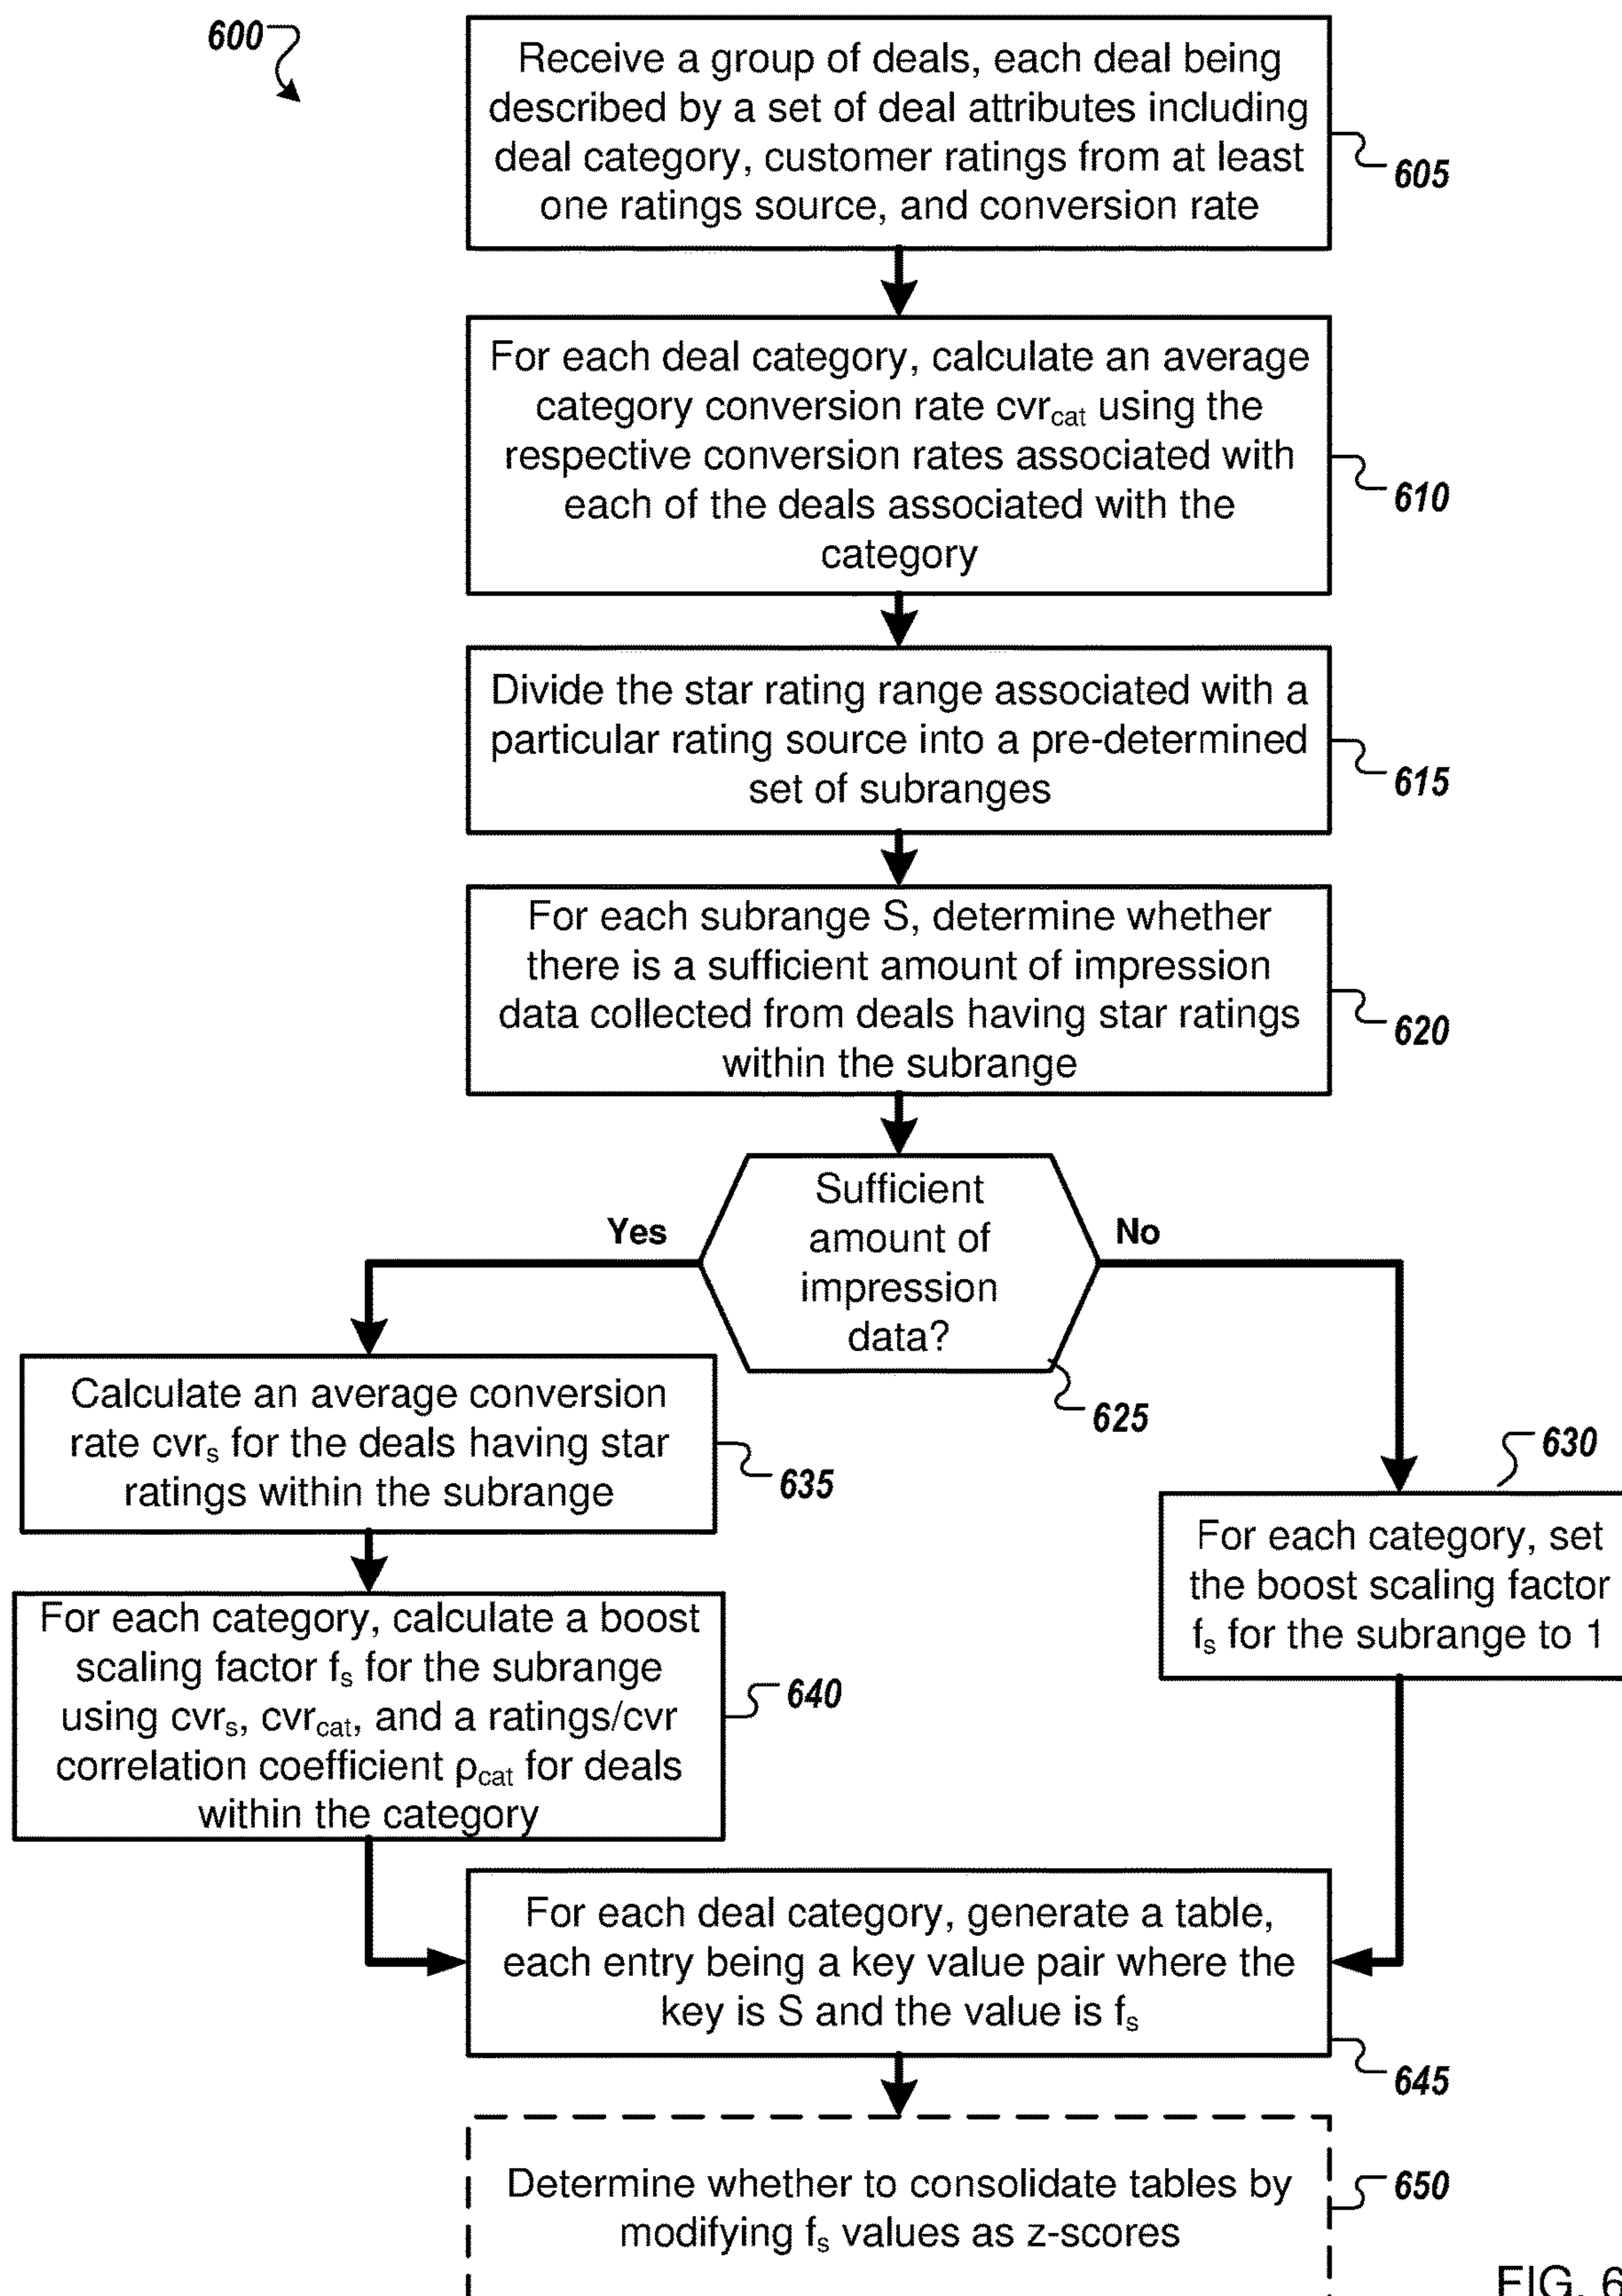 600
Receive a group of deals, each deal being
described by a set of deal attributes including
deal category, customer ratings from at least
one ratings source, and conversion rate
605
For each deal category, calculate an average
category conversion rate cvrcat using the
respective conversion rates associated with
each of the deals associated with the
category
610
Divide the star rating range associated with a
particular rating source into a pre-determined
set of subranges
615
For each subrange S, determine whether
there is a sufficient amount of impression
data collected from deals having star ratings
within the subrange
620
Sufficient
amount of
impression
data?
Yes
No
625
Calculate an average conversion
rate cvrs for the deals having star
ratings within the subrange
635
630
For each category, set
the boost scaling factor
fs for the subrange to 1
For each category, calculate a boost
scaling factor fs for the subrange
using cvrs, cvrcat, and a ratings/cvr
correlation coefficient ρcat for deals
within the category
640
For each deal category, generate a table,
each entry being a key value pair where the
key is S and the value is fs
645
Determine whether to consolidate tables by
modifying fs values as z-scores
650
FIG. 6